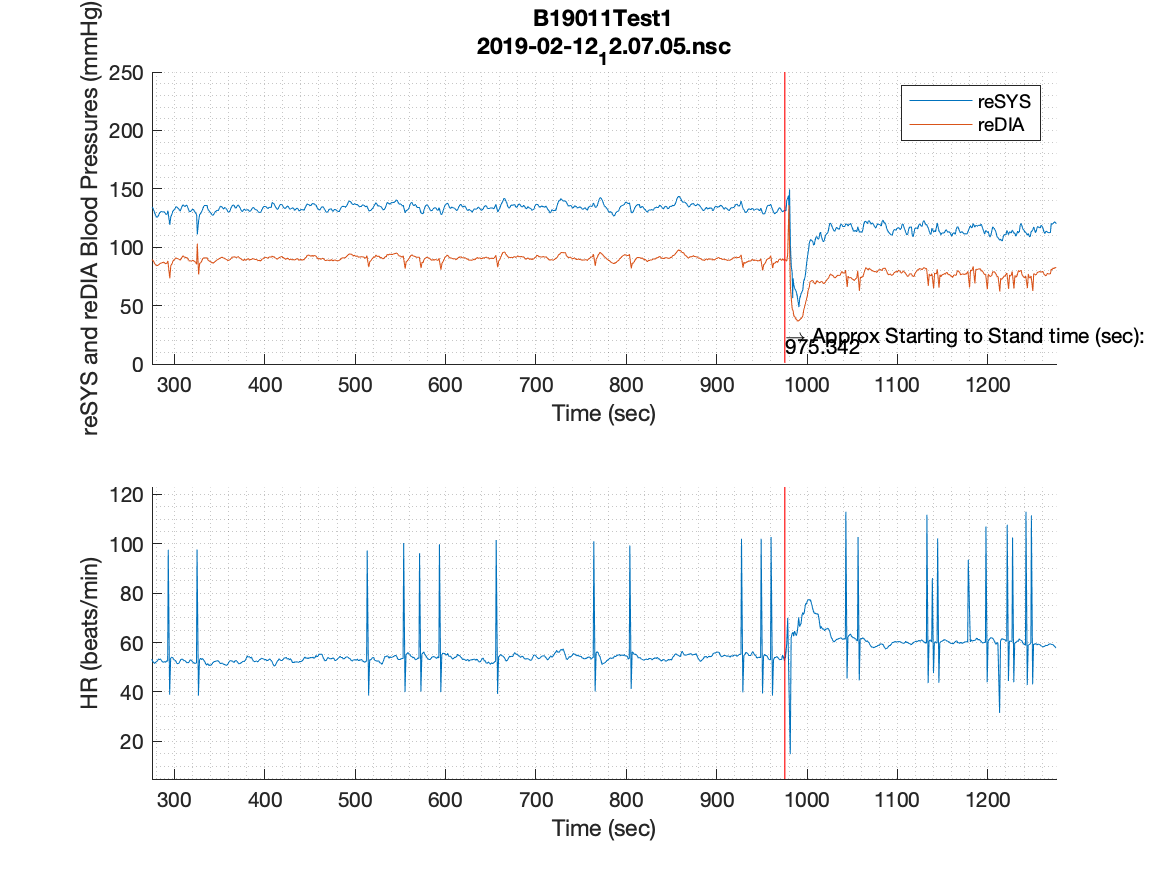 B19011Test1
2019-02-12₁2.07.05.nsc
reSYS and reDIA Blood Pressures (mmHg)
250
200
150
100
50
0
reSYS
reDIA
→ Approx Starting to Stand time (sec):
975.342
300 400 500 600 700 800 900 1000 1100 1200
Time (sec)
HR (beats/min)
120
100
80
60
40
20
300 400 500 600 700 800 900 1000 1100 1200
Time (sec)